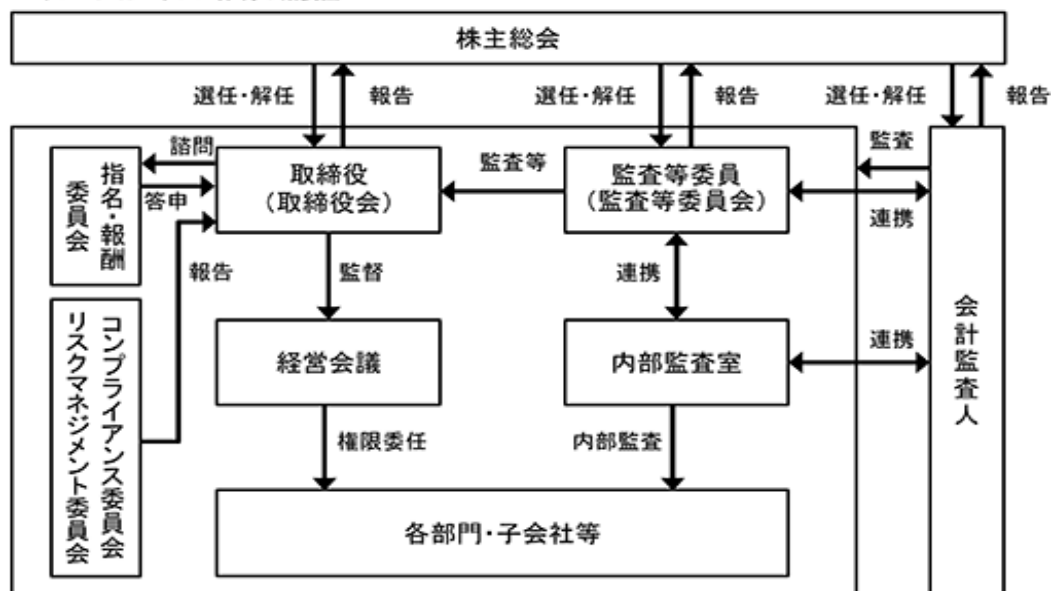 株主総会
選任・解任
報告
選任・解任
報告
選任・解任
報告
諮問
答申
報告
指名・報酬
委員会
取締役
(取締役会)
監査等
監査等委員
(監査等委員会)
監査
連携
監督
連携
コンプライアンス委員会
リスクマネジメント委員会
経営会議
内部監査室
連携
会計監査人
権限委任
内部監査
各部門・子会社等